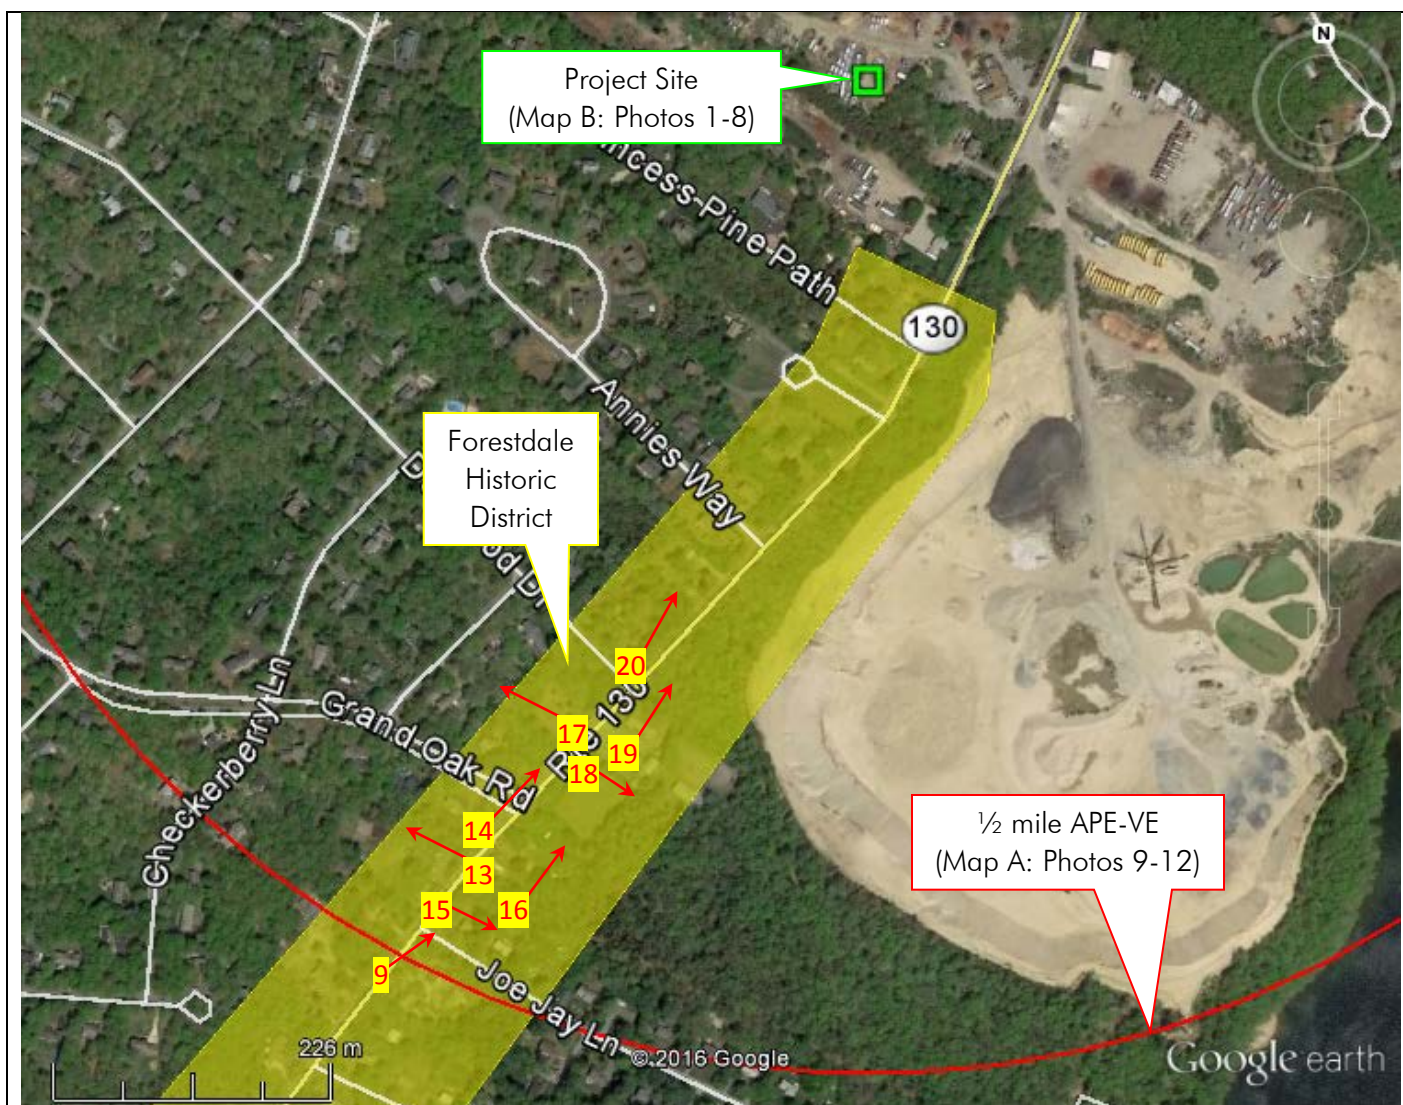 N
Project Site
(Map B: Photos 1-8)
ncess Pine Path
130
Annies Way
Forestdale
Historic
District
Rte 130
20
17
19
18
Grand Oak Rd
Checkerberry Ln
14
13
15
16
9
½ mile APE-VE
(Map A: Photos 9-12)
Joe Jay Ln
226 m
© 2016 Google
Google earth